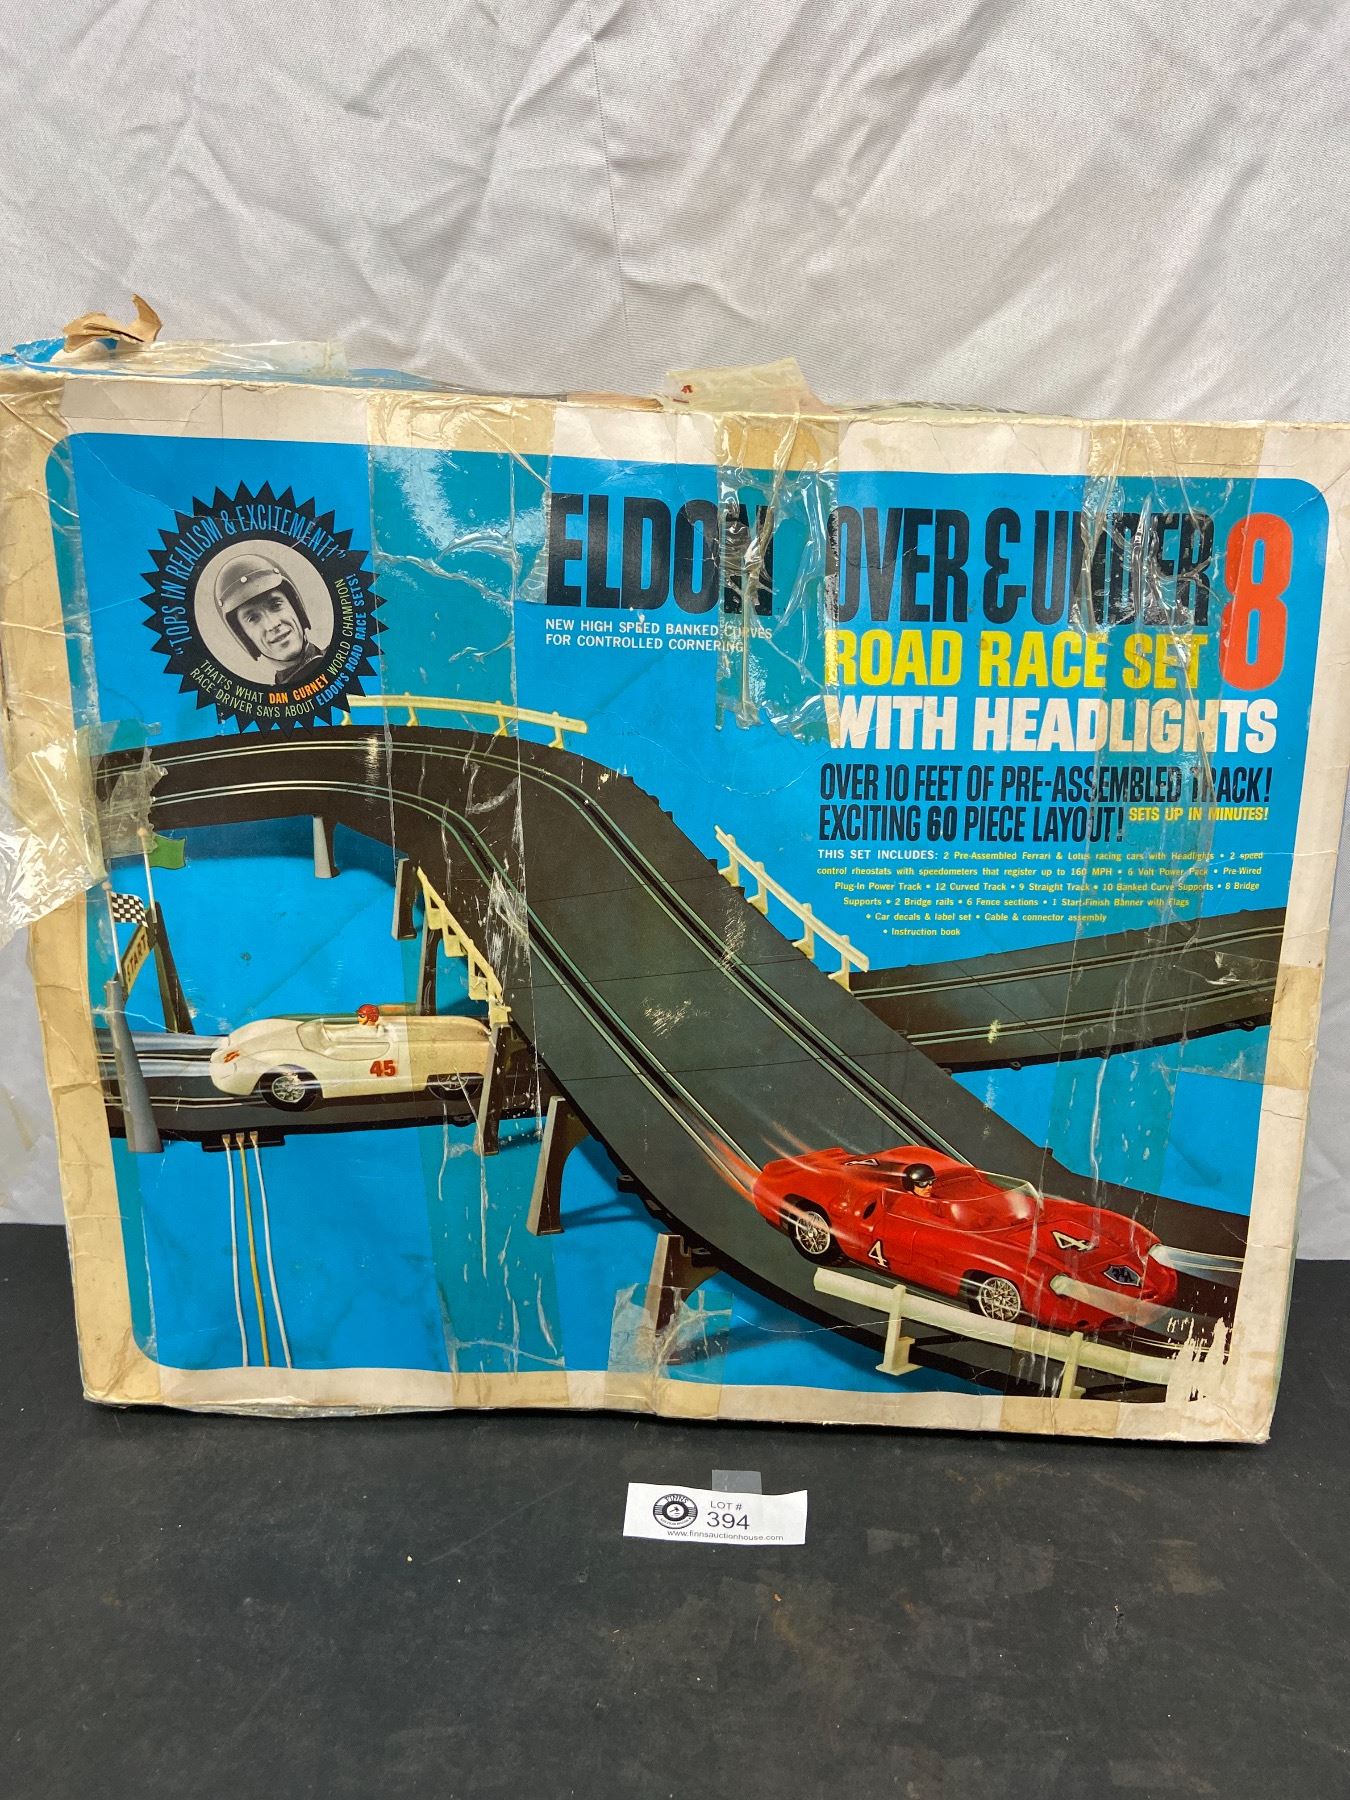 "TOPS IN REALISM & EXCITEMENT!"
THAT'S WHAT DAN GURNEY WORLD CHAMPION
RACE DRIVER SAYS ABOUT ELDON'S ROAD RACE SETS!
ELDON OVER & UNDER 8
NEW HIGH SPEED BANKED CURVES
FOR CONTROLLED CORNERING
ROAD RACE SET
WITH HEADLIGHTS
OVER 10 FEET OF PRE-ASSEMBLED TRACK!
EXCITING 60 PIECE LAYOUT! SETS UP IN MINUTES!
THIS SET INCLUDES: 2 Pre-Assembled Ferrari & Lotus racing cars with Headlights • 2 speed
control rheostats with speedometers that register up to 160 MPH • 6 Volt Power Pack • Pre-Wired
Plug-In Power Track • 12 Curved Track • 9 Straight Track • 10 Banked Curve Supports • 8 Bridge
Supports • 2 Bridge rails • 6 Fence sections • 1 Start-Finish Banner with Flags
• Car decals & label set • Cable & connector assembly
• Instruction book
START
45
4
4
4
FINNS
LOT #
394
www.finnsauctionhouse.com